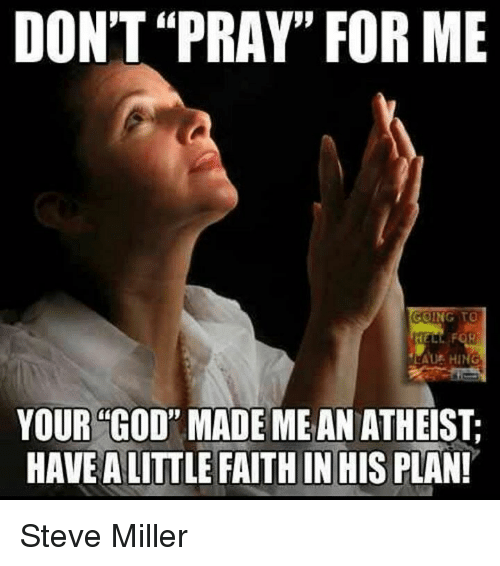 DON'T “PRAY” FOR ME
GOING TO
HELL FOR
LAUGHING
YOUR “GOD” MADE ME AN ATHEIST;
HAVE A LITTLE FAITH IN HIS PLAN!
Steve Miller